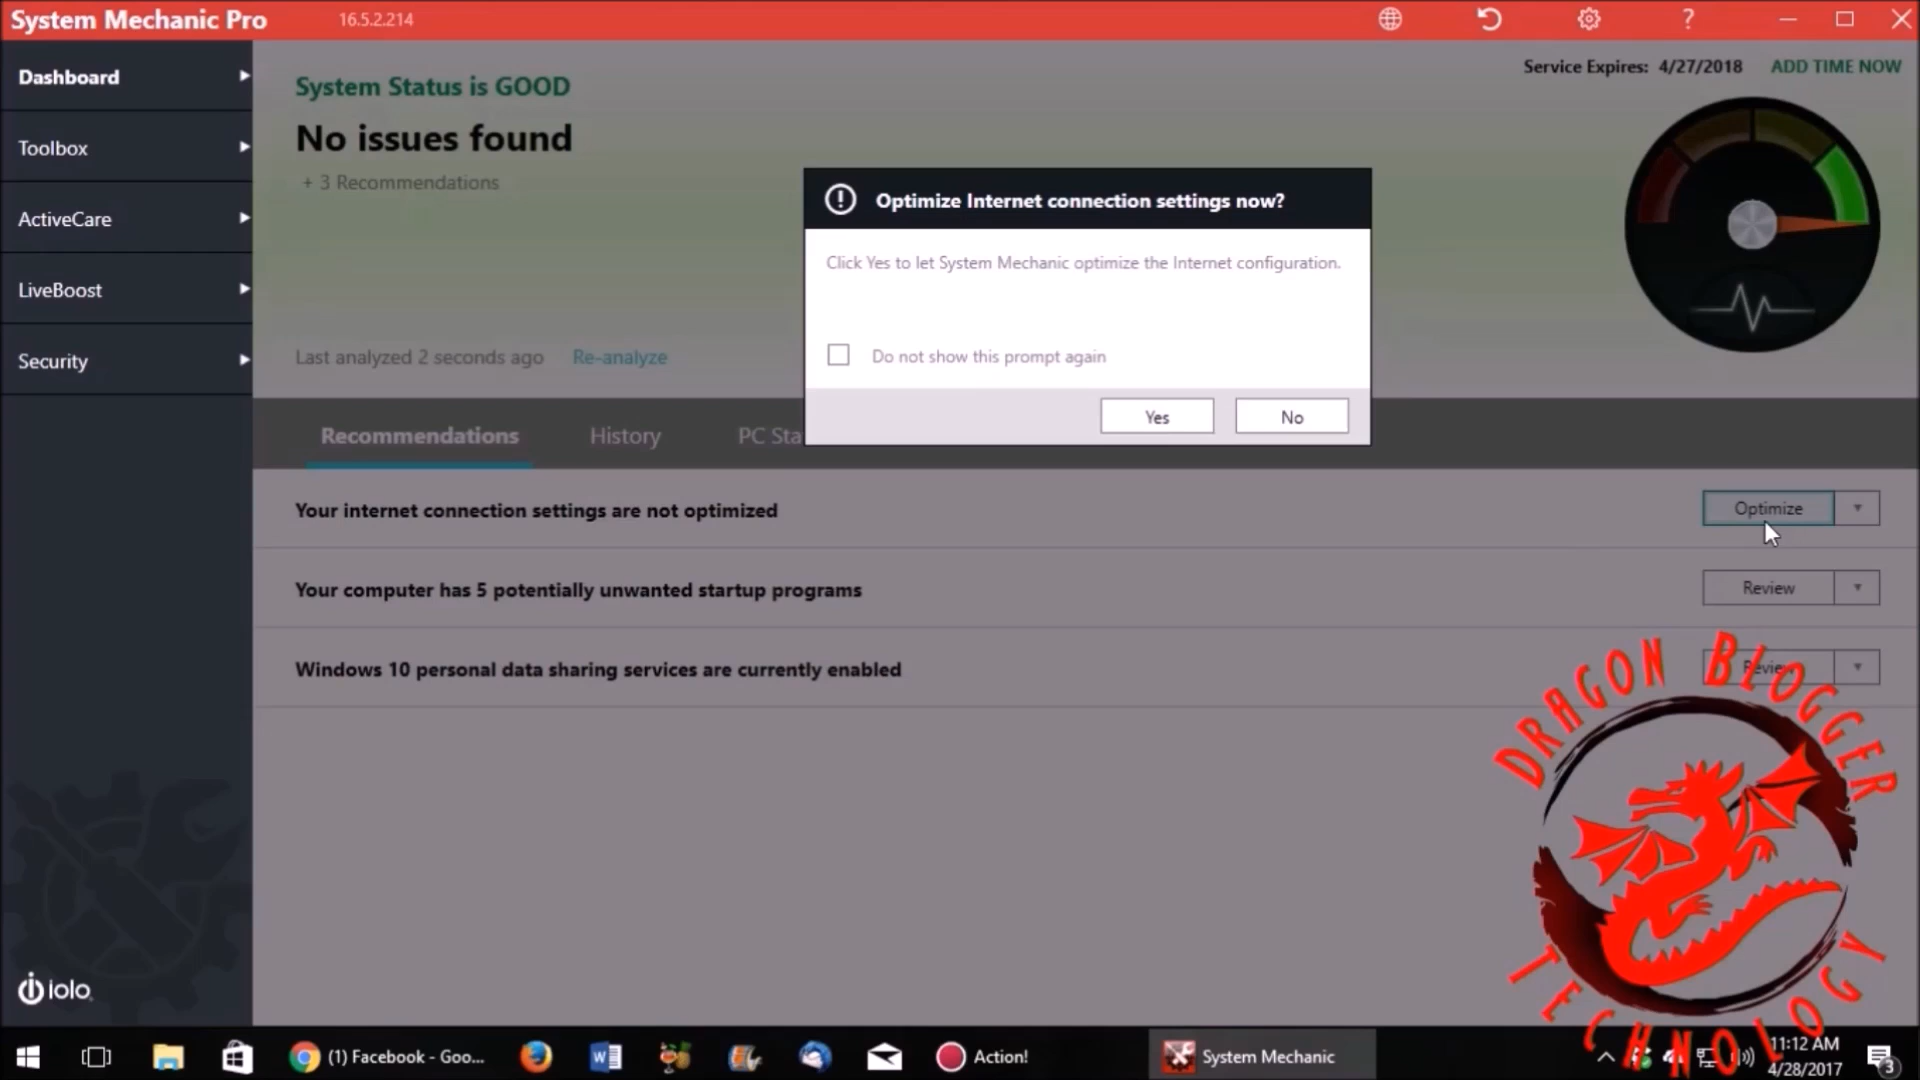 System Mechanic Pro 16.5.2.214 ?
Dashboard
Toolbox
ActiveCare
LiveBoost
Security
iolo
System Status is GOOD
No issues found
+ 3 Recommendations
Last analyzed 2 seconds ago Re-analyze
Service Expires: 4/27/2018 ADD TIME NOW
Optimize Internet connection settings now?
Click Yes to let System Mechanic optimize the Internet configuration.
Do not show this prompt again
Yes No
Recommendations History PC Sta
Your internet connection settings are not optimized Optimize
Your computer has 5 potentially unwanted startup programs Review
Windows 10 personal data sharing services are currently enabled Review
DRAGON BLOGGER
TECHNOLOGY
(1) Facebook - Goo... Action! System Mechanic
11:12 AM
4/28/2017
3